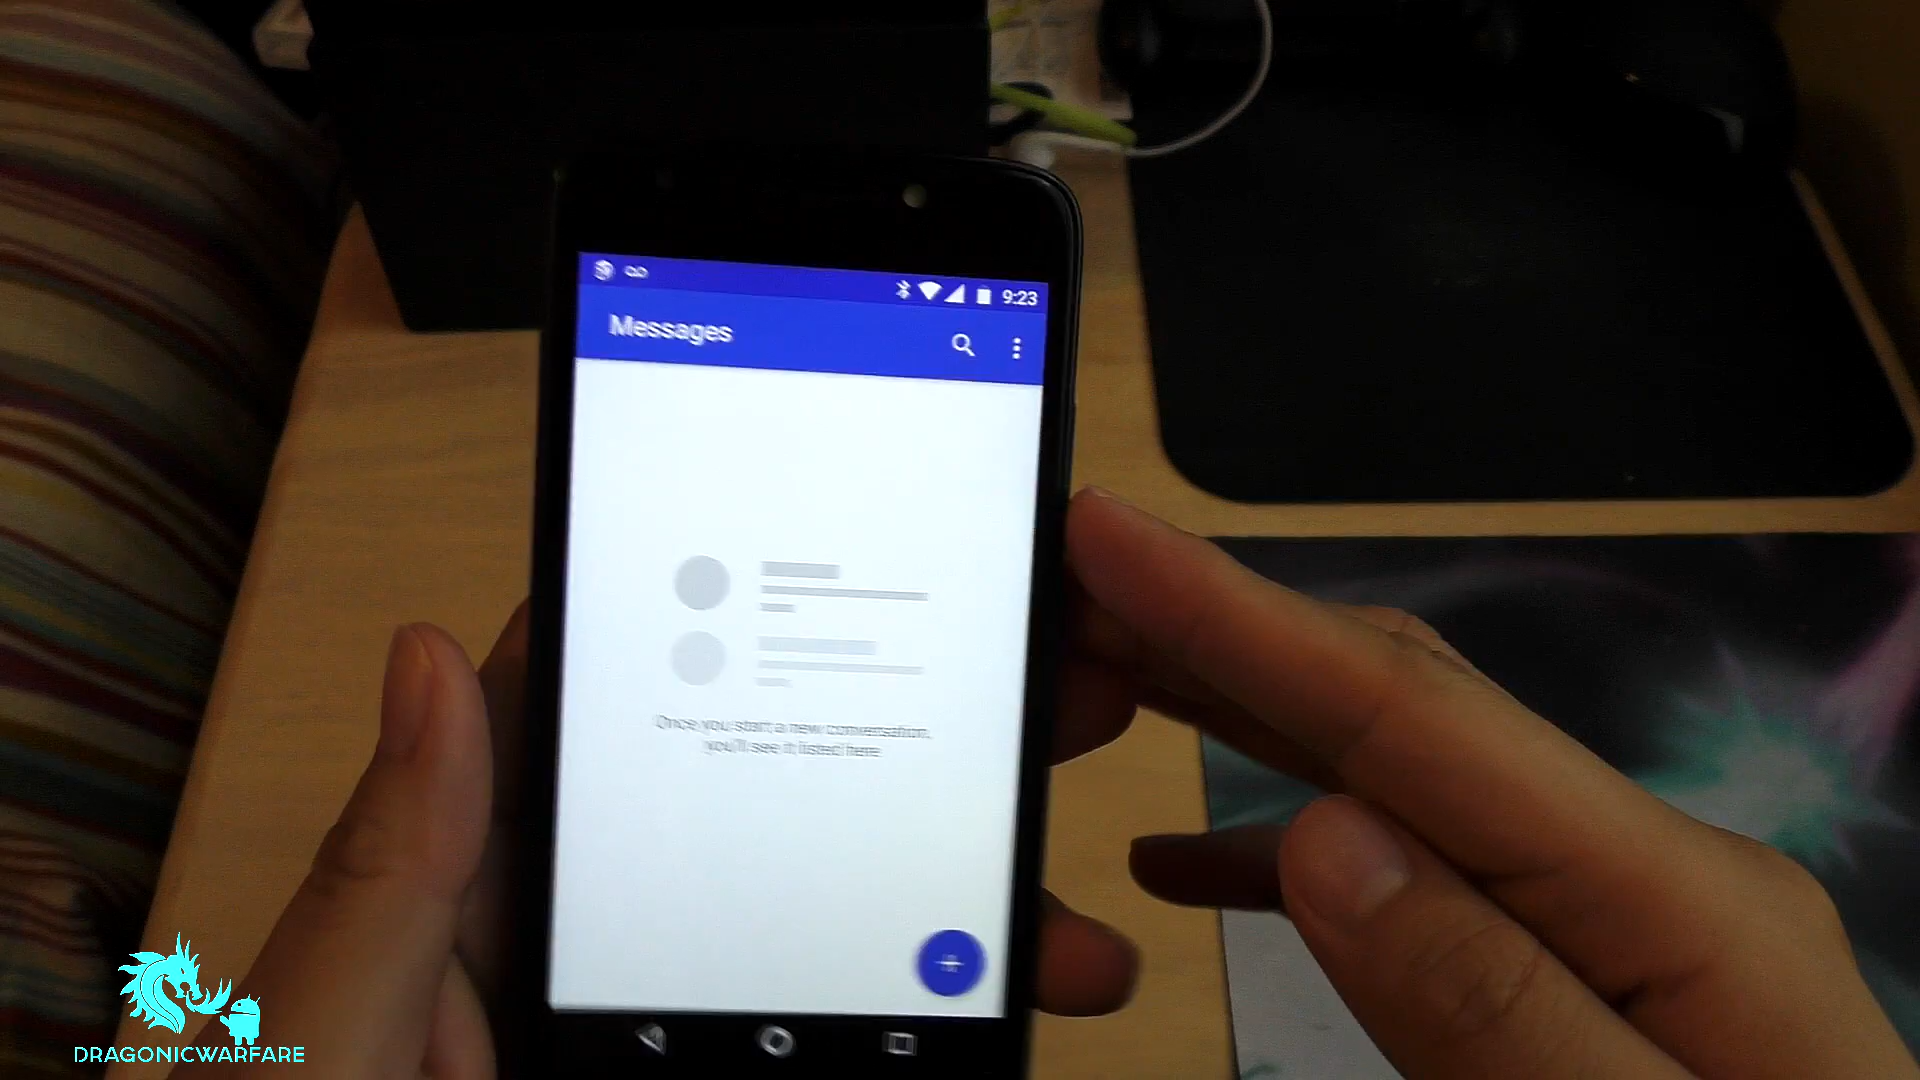 9:23
Messages
Once you start a new conversation,
you'll see it listed here
DRAGONICWARFARE